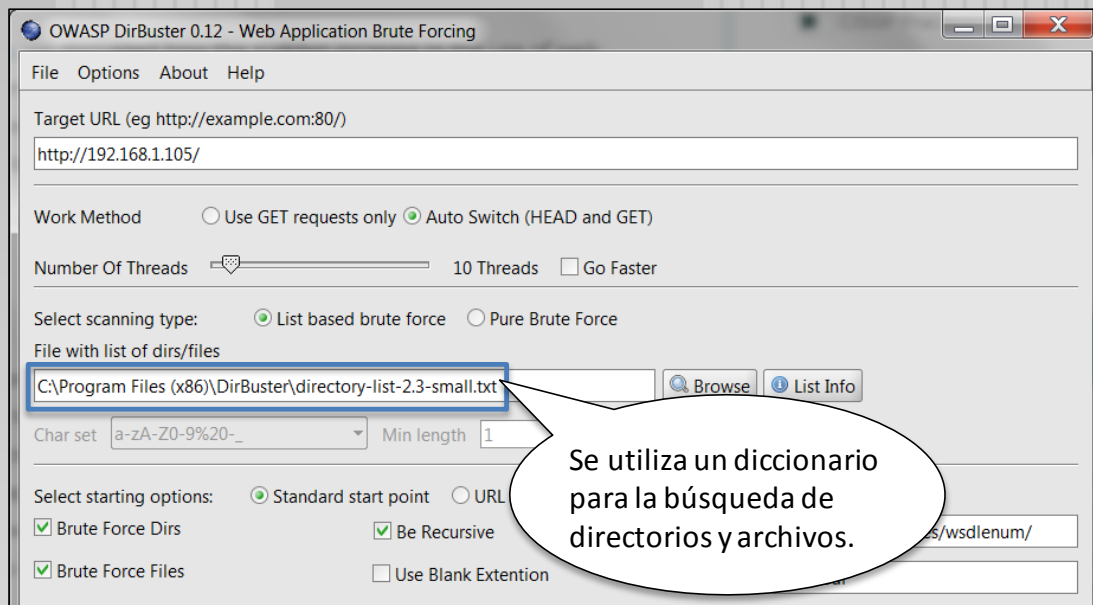 OWASP DirBuster 0.12 - Web Application Brute Forcing
File Options About Help
Target URL (eg http://example.com:80/)
http://192.168.1.105/
Work Method Use GET requests only Auto Switch (HEAD and GET)
Number Of Threads 10 Threads Go Faster
Select scanning type: List based brute force Pure Brute Force
File with list of dirs/files
C:\Program Files (x86)\DirBuster\directory-list-2.3-small.txt Browse List Info
Char set a-zA-Z0-9%20-_ Min length 1
Se utiliza un diccionario
para la búsqueda de
directorios y archivos.
Select starting options: Standard start point URL
Brute Force Dirs Be Recursive es/wsdlenum/
Brute Force Files Use Blank Extention